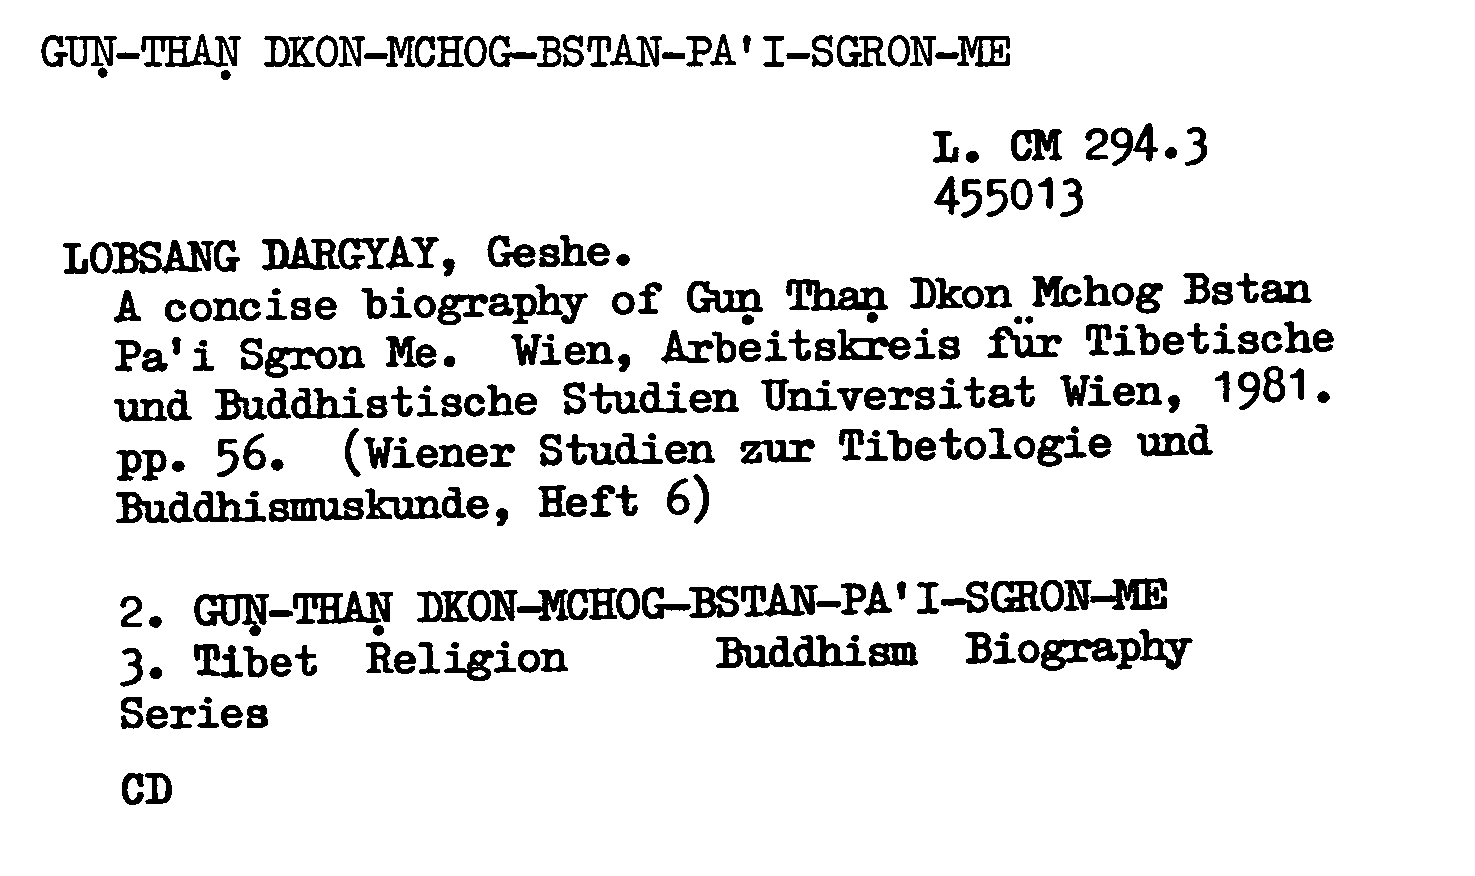 GUṆ-THAṆ DKON-MCHOG-BSTAN-PA'I-SGRON-ME
L. CM 294.3
455013
LOBSANG DARGYAY, Geshe.
A concise biography of Guṇ Thaṇ Dkon Mchog Bstan
Pa'i Sgron Me. Wien, Arbeitskreis für Tibetische
und Buddhistische Studien Universitat Wien, 1981.
pp. 56. (Wiener Studien zur Tibetologie und
Buddhismuskunde, Heft 6)
2. GUṆ-THAṆ DKON-MCHOG-BSTAN-PA'I-SGRON-ME
3. Tibet Religion Buddhism Biography
Series
CD